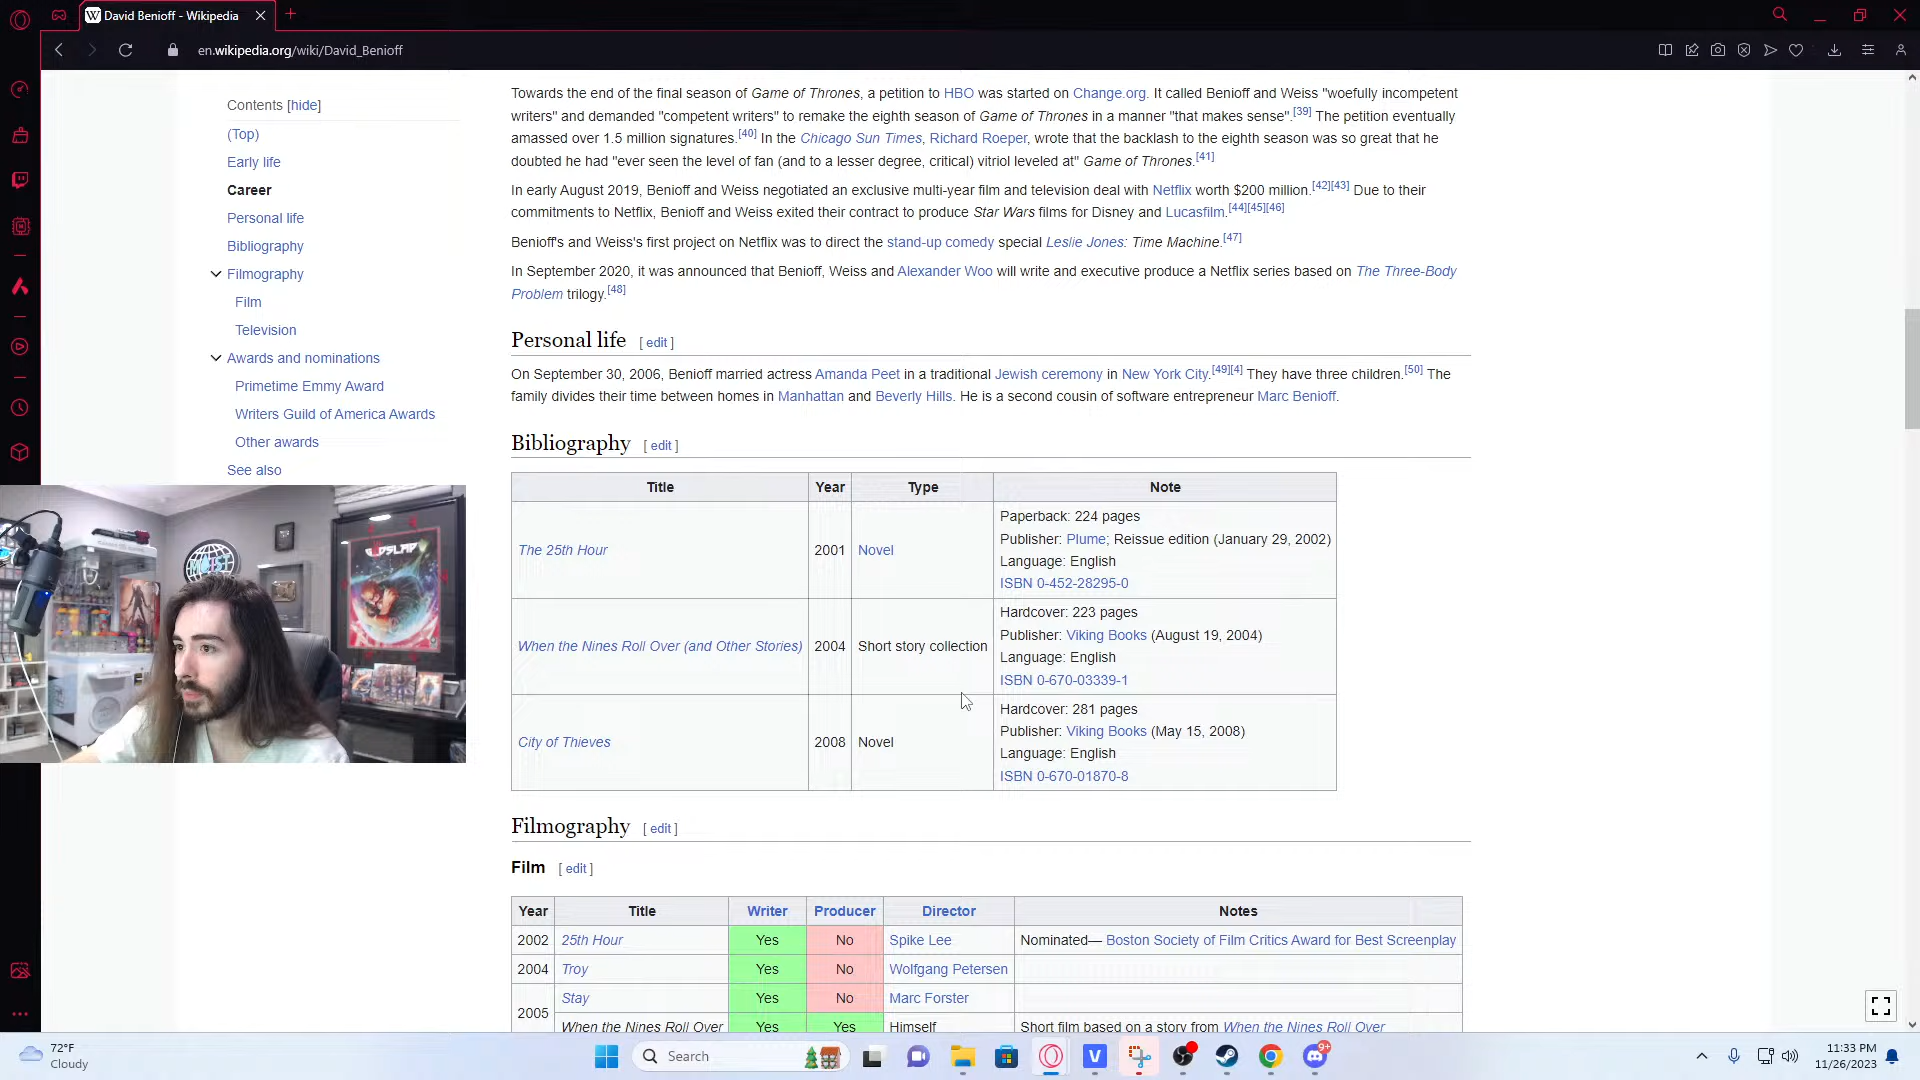 David Benioff - Wikipedia
en.wikipedia.org/wiki/David_Benioff
Contents [hide]
(Top)
Early life
Career
Personal life
Bibliography
Filmography
Film
Television
Awards and nominations
Primetime Emmy Award
Writers Guild of America Awards
Other awards
See also
Towards the end of the final season of Game of Thrones, a petition to HBO was started on Change.org. It called Benioff and Weiss "woefully incompetent
writers" and demanded "competent writers" to remake the eighth season of Game of Thrones in a manner "that makes sense".[39] The petition eventually
amassed over 1.5 million signatures.[40] In the Chicago Sun Times, Richard Roeper, wrote that the backlash to the eighth season was so great that he
doubted he had "ever seen the level of fan (and to a lesser degree, critical) vitriol leveled at" Game of Thrones.[41]
In early August 2019, Benioff and Weiss negotiated an exclusive multi-year film and television deal with Netflix worth $200 million.[42][43] Due to their
commitments to Netflix, Benioff and Weiss exited their contract to produce Star Wars films for Disney and Lucasfilm.[44][45][46]
Benioff's and Weiss's first project on Netflix was to direct the stand-up comedy special Leslie Jones: Time Machine.[47]
In September 2020, it was announced that Benioff, Weiss and Alexander Woo will write and executive produce a Netflix series based on The Three-Body
Problem trilogy.[48]
Personal life [ edit ]
On September 30, 2006, Benioff married actress Amanda Peet in a traditional Jewish ceremony in New York City.[49][4] They have three children.[50] The
family divides their time between homes in Manhattan and Beverly Hills. He is a second cousin of software entrepreneur Marc Benioff.
Bibliography [ edit ]
Title Year Type Note
The 25th Hour 2001 Novel
Paperback: 224 pages
Publisher: Plume; Reissue edition (January 29, 2002)
Language: English
ISBN 0-452-28295-0
When the Nines Roll Over (and Other Stories) 2004 Short story collection
Hardcover: 223 pages
Publisher: Viking Books (August 19, 2004)
Language: English
ISBN 0-670-03339-1
City of Thieves 2008 Novel
Hardcover: 281 pages
Publisher: Viking Books (May 15, 2008)
Language: English
ISBN 0-670-01870-8
Filmography [ edit ]
Film [ edit ]
Year Title Writer Producer Director Notes
2002 25th Hour Yes No Spike Lee Nominated— Boston Society of Film Critics Award for Best Screenplay
2004 Troy Yes No Wolfgang Petersen
2005 Stay Yes No Marc Forster
When the Nines Roll Over Yes Yes Himself Short film based on a story from When the Nines Roll Over
MOIST
72°F
Cloudy
Search
9+
11:33 PM
11/26/2023